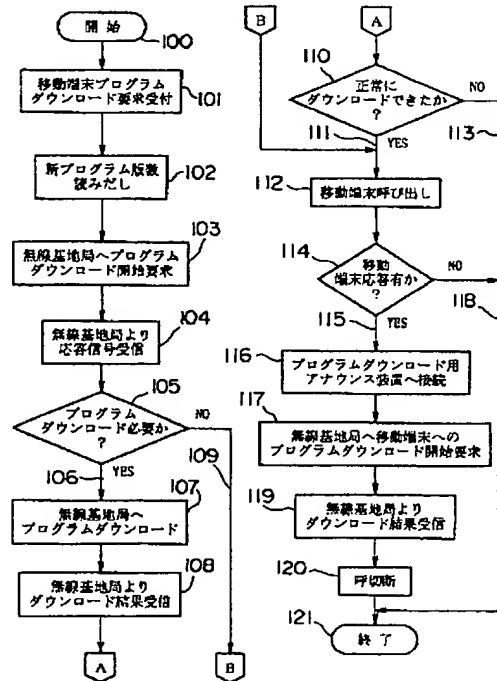 開始
100
移動端末プログラム
ダウンロード要求受付
101
新プログラム版数
読みだし
102
103
無線基地局へプログラム
ダウンロード開始要求
104
無線基地局より
応答信号受信
105
プログラム
ダウンロード必要か
?
NO
109
106
YES
107
無線基地局へ
プログラムダウンロード
無線基地局より
ダウンロード結果受信
108
A
B
B
A
110
正常に
ダウンロードできたか
?
NO
113
111
YES
112
移動端末呼び出し
114
移動
端末応答有か
?
NO
118
115
YES
116
プログラムダウンロード用
アナウンス装置へ接続
117
無線基地局へ移動端末への
プログラムダウンロード開始要求
119
無線基地局より
ダウンロード結果受信
120
呼切断
121
終了